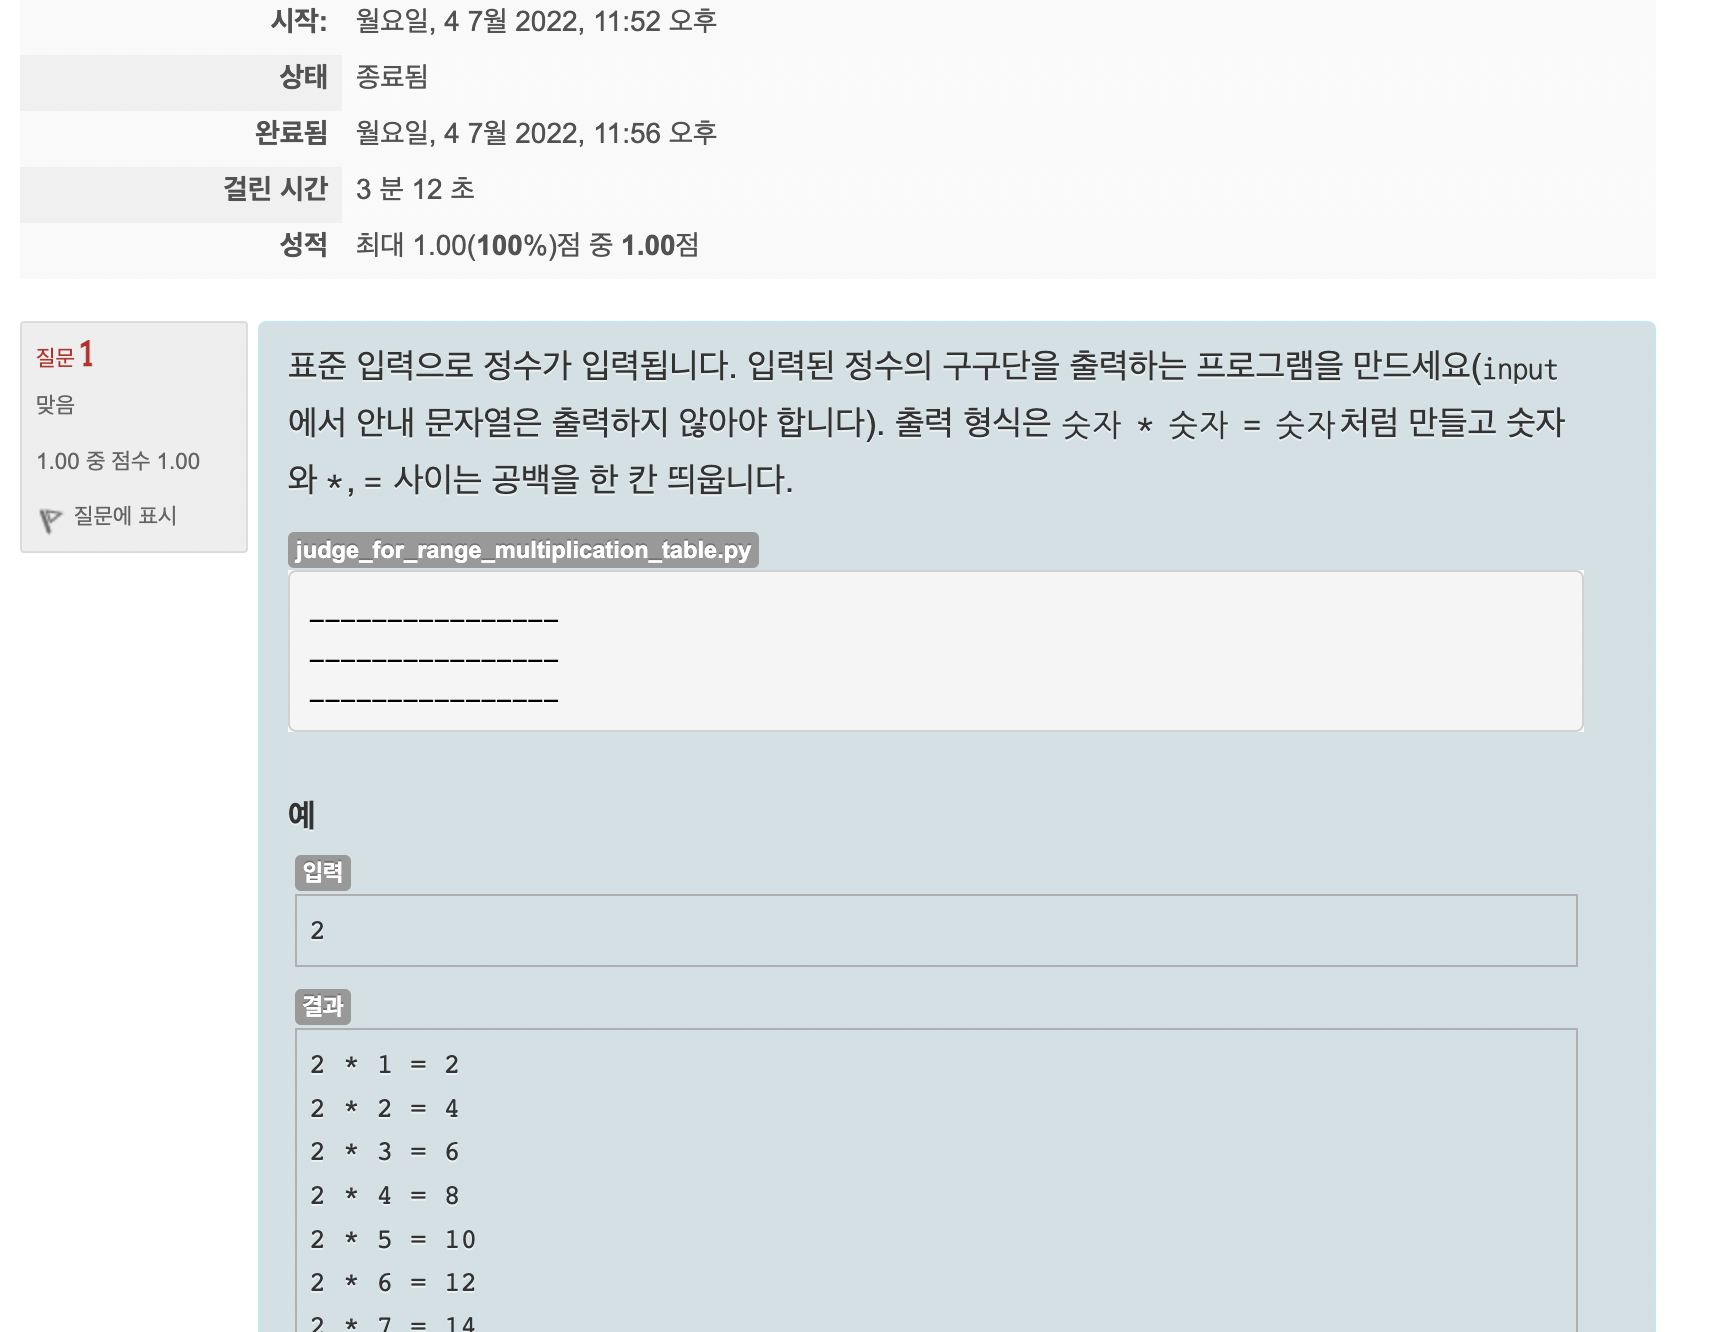 시작: 월요일, 4 7월 2022, 11:52 오후
상태 종료됨
완료됨 월요일, 4 7월 2022, 11:56 오후
걸린 시간 3 분 12 초
성적 최대 1.00(100%)점 중 1.00점
질문 1
맞음
1.00 중 점수 1.00
질문에 표시
표준 입력으로 정수가 입력됩니다. 입력된 정수의 구구단을 출력하는 프로그램을 만드세요(input
에서 안내 문자열은 출력하지 않아야 합니다). 출력 형식은 숫자 * 숫자 = 숫자처럼 만들고 숫자
와 *, = 사이는 공백을 한 칸 띄웁니다.
judge_for_range_multiplication_table.py
________________
________________
________________
예
입력
2
결과
2 * 1 = 2
2 * 2 = 4
2 * 3 = 6
2 * 4 = 8
2 * 5 = 10
2 * 6 = 12
2 * 7 = 14